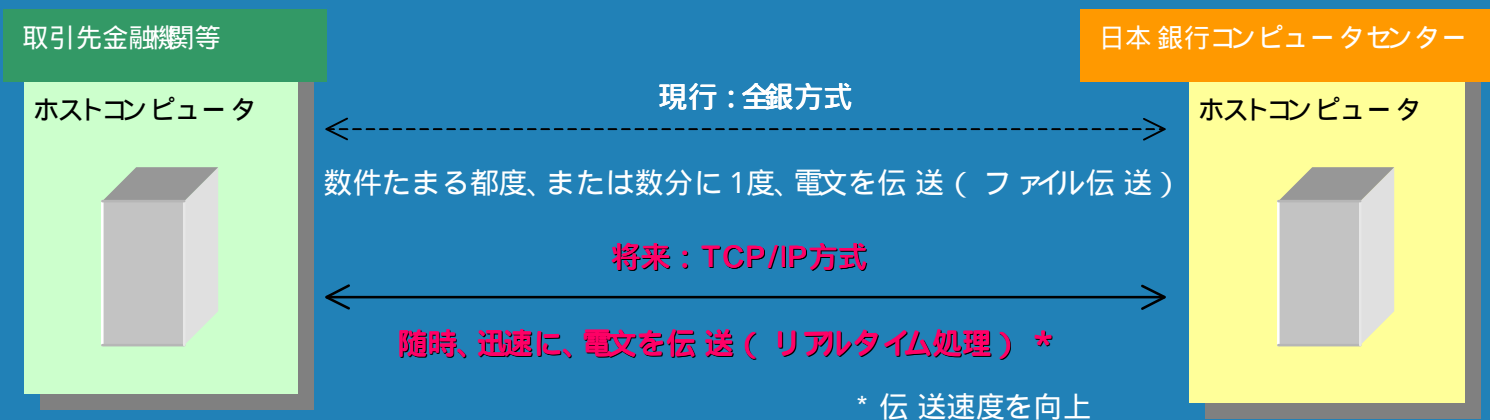 取引先金融機関等
日本銀行コンピュータセンター
ホストコンピュータ
現行：全銀方式
ホストコンピュータ
数件たまる都度、または数分に1度、電文を伝送（ファイル伝送）
将来：TCP/IP方式
随時、迅速に、電文を伝送（リアルタイム処理）*
* 伝送速度を向上